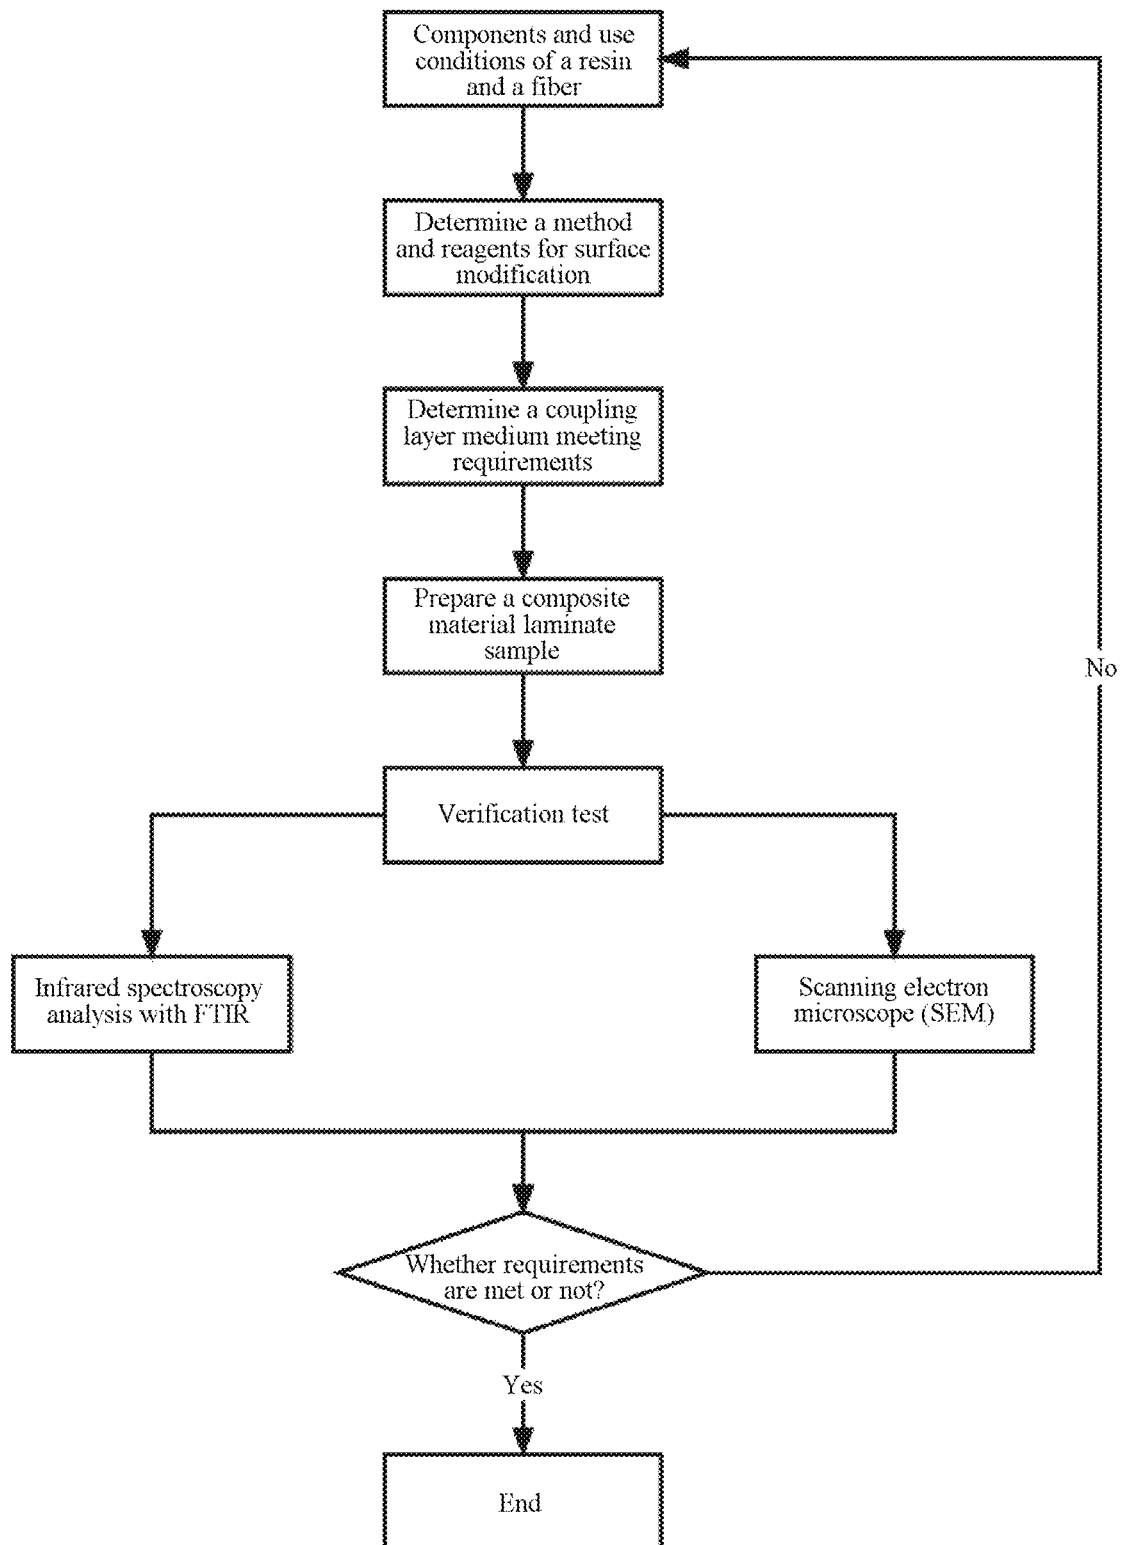 Components and use
conditions of a resin
and a fiber
Determine a method
and reagents for surface
modification
Determine a coupling
layer medium meeting
requirements
Prepare a composite
material laminate
sample
No
Verification test
Infrared spectroscopy
analysis with FTIR
Scanning electron
microscope (SEM)
Whether requirements
are met or not?
Yes
End